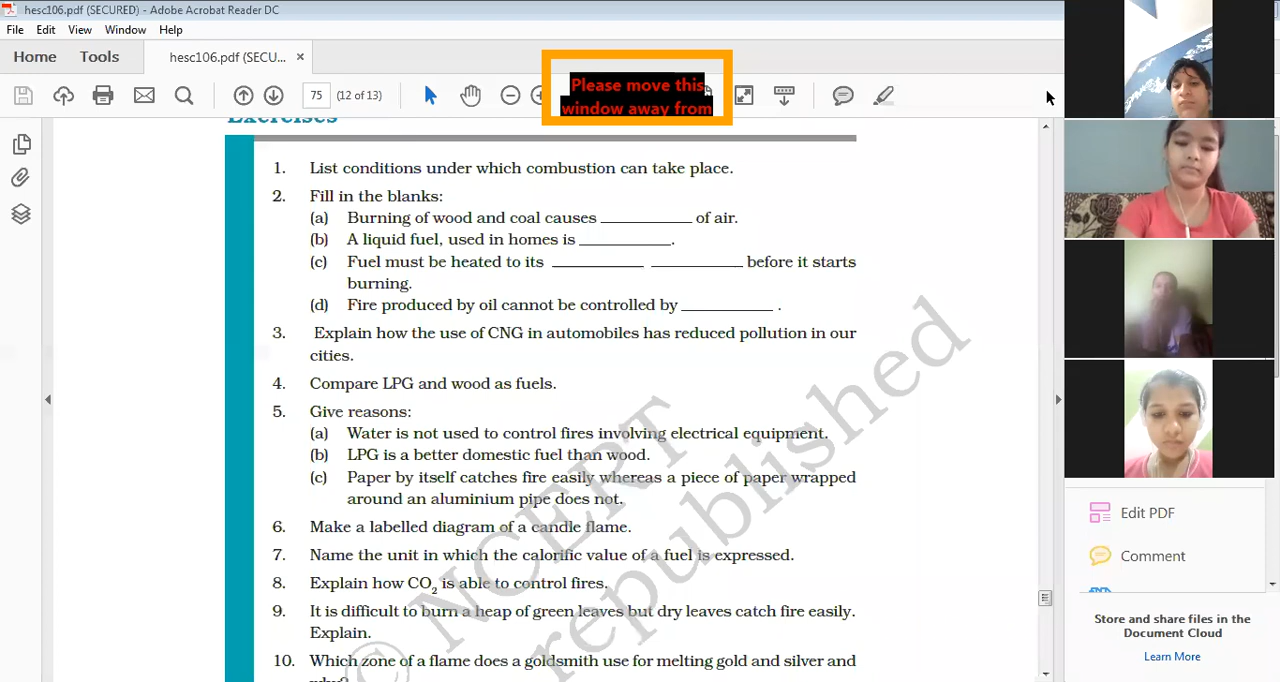 hesc106.pdf (SECURED) - Adobe Acrobat Reader DC
File Edit View Window Help
Home Tools hesc106.pdf (SECU... ×
75 (12 of 13)
Please move this
window away from
Exercises
1. List conditions under which combustion can take place.
2. Fill in the blanks:
(a) Burning of wood and coal causes ___________ of air.
(b) A liquid fuel, used in homes is ___________.
(c) Fuel must be heated to its ___________ ___________ before it starts
burning.
(d) Fire produced by oil cannot be controlled by ___________ .
3. Explain how the use of CNG in automobiles has reduced pollution in our
cities.
4. Compare LPG and wood as fuels.
5. Give reasons:
(a) Water is not used to control fires involving electrical equipment.
(b) LPG is a better domestic fuel than wood.
(c) Paper by itself catches fire easily whereas a piece of paper wrapped
around an aluminium pipe does not.
6. Make a labelled diagram of a candle flame.
7. Name the unit in which the calorific value of a fuel is expressed.
8. Explain how CO2 is able to control fires.
9. It is difficult to burn a heap of green leaves but dry leaves catch fire easily.
Explain.
10. Which zone of a flame does a goldsmith use for melting gold and silver and
why?
© NCERT
republished
Edit PDF
Comment
Store and share files in the
Document Cloud
Learn More